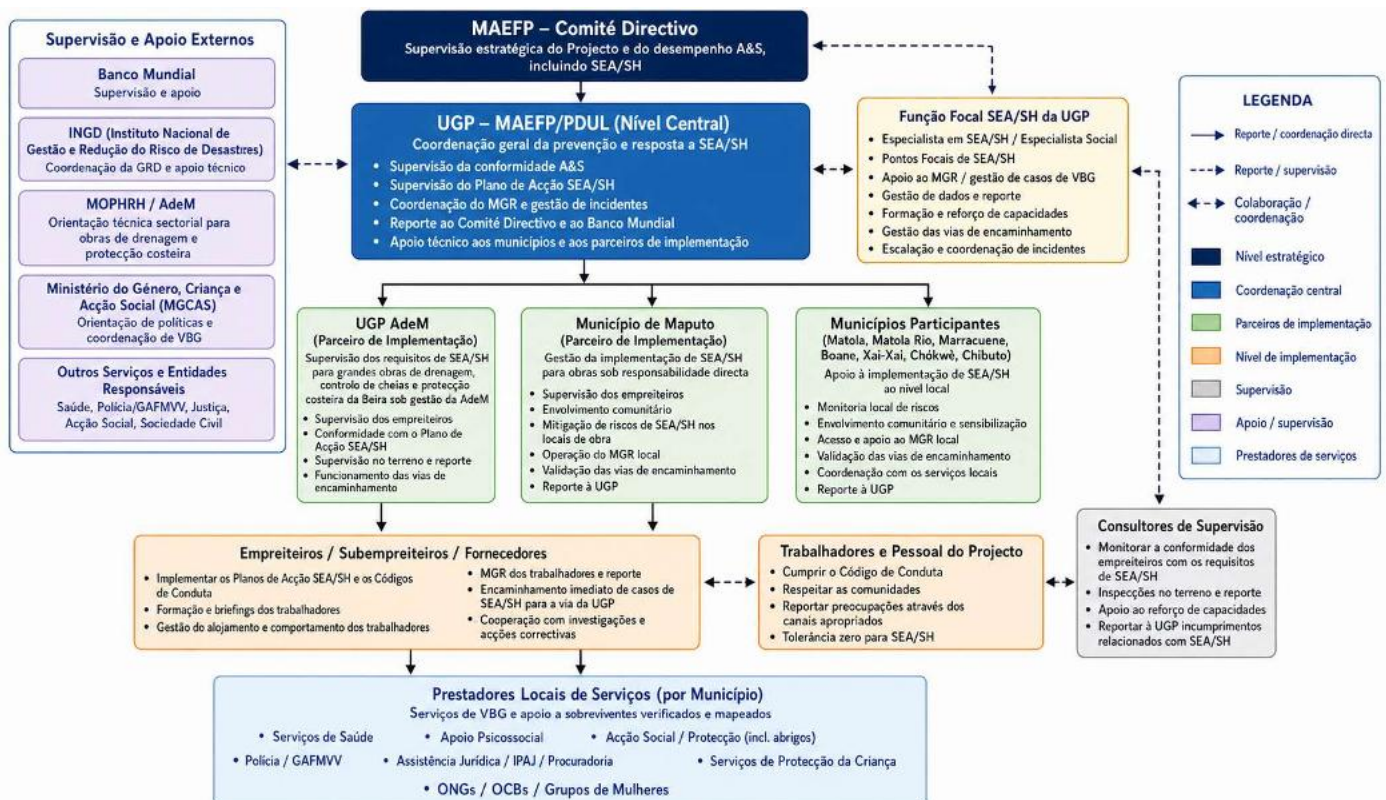 MAEFP – Comité Directivo
Supervisão estratégica do Projecto e do desempenho A&S,
incluindo SEA/SH
Supervisão e Apoio Externos
Banco Mundial
Supervisão e apoio
INGD (Instituto Nacional de
Gestão e Redução do Risco de Desastres)
Coordenação da GRD e apoio técnico
MOPHRH / AdeM
Orientação técnica sectorial para
obras de drenagem e
protecção costeira
Ministério do Género, Criança e
Acção Social (MGCAS)
Orientação de políticas e
coordenação de VBG
Outros Serviços e Entidades
Responsáveis
Saúde, Polícia/GAFMVV, Justiça,
Acção Social, Sociedade Civil
UGP – MAEFP/PDUL (Nível Central)
Coordenação geral da prevenção e resposta a SEA/SH
• Supervisão da conformidade A&S
• Supervisão do Plano de Acção SEA/SH
• Coordenação do MGR e gestão de incidentes
• Reporte ao Comité Directivo e ao Banco Mundial
• Apoio técnico aos municípios e aos parceiros de implementação
Função Focal SEA/SH da UGP
• Especialista em SEA/SH / Especialista Social
• Pontos Focais de SEA/SH
• Apoio ao MGR / gestão de casos de VBG
• Gestão de dados e reporte
• Formação e reforço de capacidades
• Gestão das vias de encaminhamento
• Escalação e coordenação de incidentes
LEGENDA
Reporte / coordenação directa
Reporte / supervisão
Colaboração /
coordenação
Nível estratégico
Coordenação central
Parceiros de implementação
Nível de implementação
Supervisão
Apoio / supervisão
Prestadores de serviços
UGP AdeM
(Parceiro de Implementação)
Supervisão dos requisitos de SEA/SH
para grandes obras de drenagem,
controlo de cheias e protecção
costeira da Beira sob gestão da AdeM
• Supervisão dos empreiteiros
• Conformidade com o Plano de
Acção SEA/SH
• Supervisão no terreno e reporte
• Funcionamento das vias de
encaminhamento
Município de Maputo
(Parceiro de Implementação)
Gestão da implementação de SEA/SH
para obras sob responsabilidade directa
• Supervisão dos empreiteiros
• Envolvimento comunitário
• Mitigação de riscos de SEA/SH nos
locais de obra
• Operação do MGR local
• Validação das vias de encaminhamento
• Reporte à UGP
Municípios Participantes
(Matola, Matola Rio, Marracuene,
Boane, Xai-Xai, Chókwè, Chibuto)
Apoio à implementação de SEA/SH
ao nível local
• Monitoria local de riscos
• Envolvimento comunitário e sensibilização
• Acesso e apoio ao MGR local
• Validação das vias de encaminhamento
• Coordenação com os serviços locais
• Reporte à UGP
Empreiteiros / Subempreiteiros / Fornecedores
• Implementar os Planos de Acção SEA/SH e os Códigos
de Conduta
• Formação e briefings dos trabalhadores
• Gestão do alojamento e comportamento dos trabalhadores
• MGR dos trabalhadores e reporte
• Encaminhamento imediato de casos de
SEA/SH para a via da UGP
• Cooperação com investigações e
acções correctivas
Trabalhadores e Pessoal do Projecto
• Cumprir o Código de Conduta
• Respeitar as comunidades
• Reportar preocupações através dos
canais apropriados
• Tolerância zero para SEA/SH
Consultores de Supervisão
• Monitorar a conformidade dos
empreiteiros com os requisitos
de SEA/SH
• Inspecções no terreno e reporte
• Apoio ao reforço de capacidades
• Reportar à UGP incumprimentos
relacionados com SEA/SH
Prestadores Locais de Serviços (por Município)
Serviços de VBG e apoio a sobreviventes verificados e mapeados
• Serviços de Saúde • Apoio Psicossocial • Acção Social / Protecção (incl. abrigos)
• Polícia / GAFMVV • Assistência Jurídica / IPAJ / Procuradoria • Serviços de Protecção da Criança
• ONGs / OCBs / Grupos de Mulheres